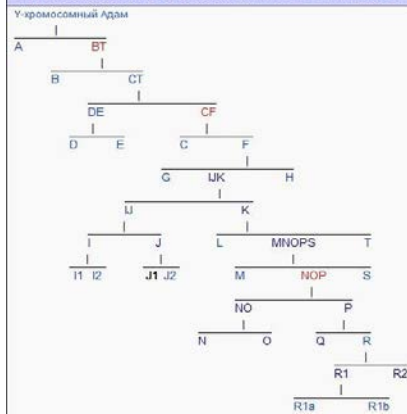 Y-хромосомный Адам
A BT
B CT
DE CF
D E C F
G IJK H
IJ K
I J L MNOPS T
I1 I2 J1 J2 M NOP S
NO P
N O Q R
R1 R2
R1a R1b